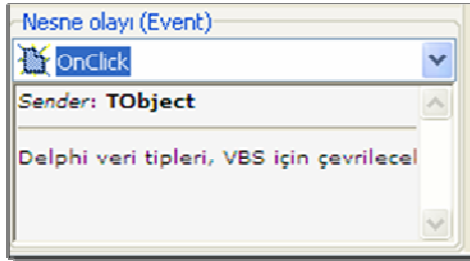 Nesne olayı (Event)
OnClick
Sender: TObject
Delphi veri tipleri, VBS için çevrilecel